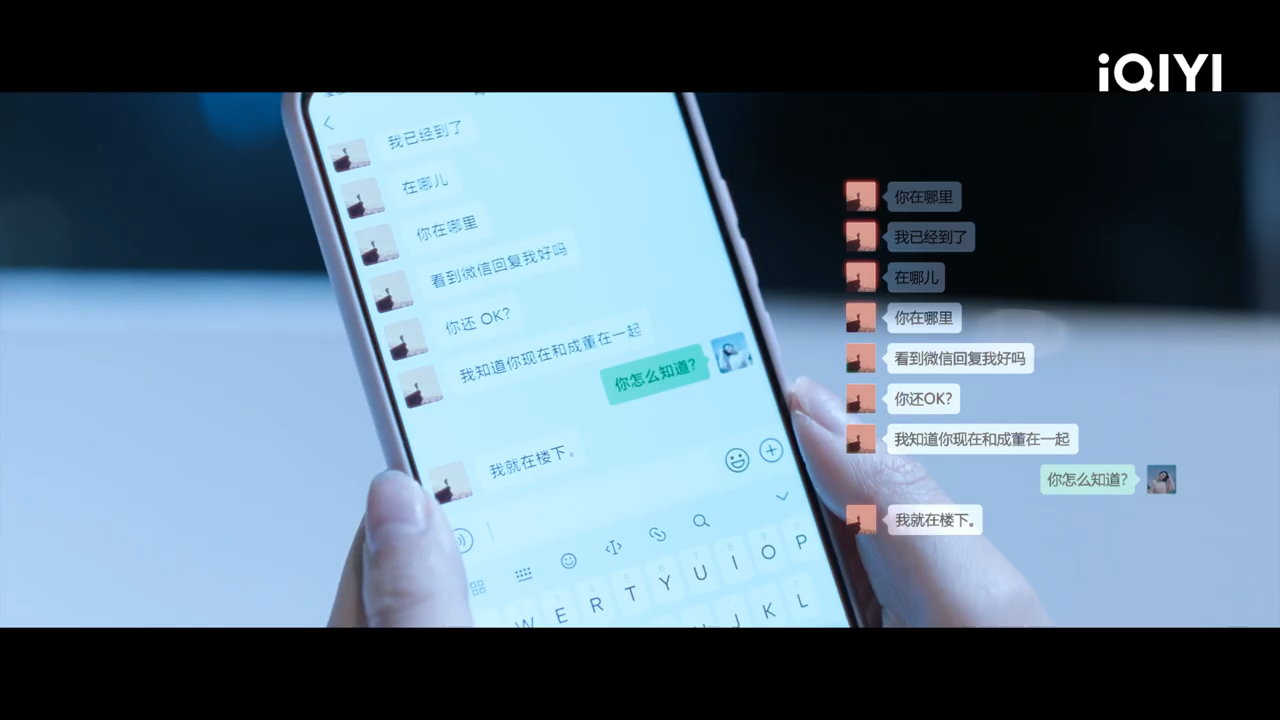 iQIYI
我已经到了
在哪儿
你在哪里
看到微信回复我好吗
你还 OK?
我知道你现在和成董在一起
你怎么知道?
我就在楼下。
W E R T Y U I O P
J K L
你在哪里
我已经到了
在哪儿
你在哪里
看到微信回复我好吗
你还OK?
我知道你现在和成董在一起
你怎么知道?
我就在楼下。